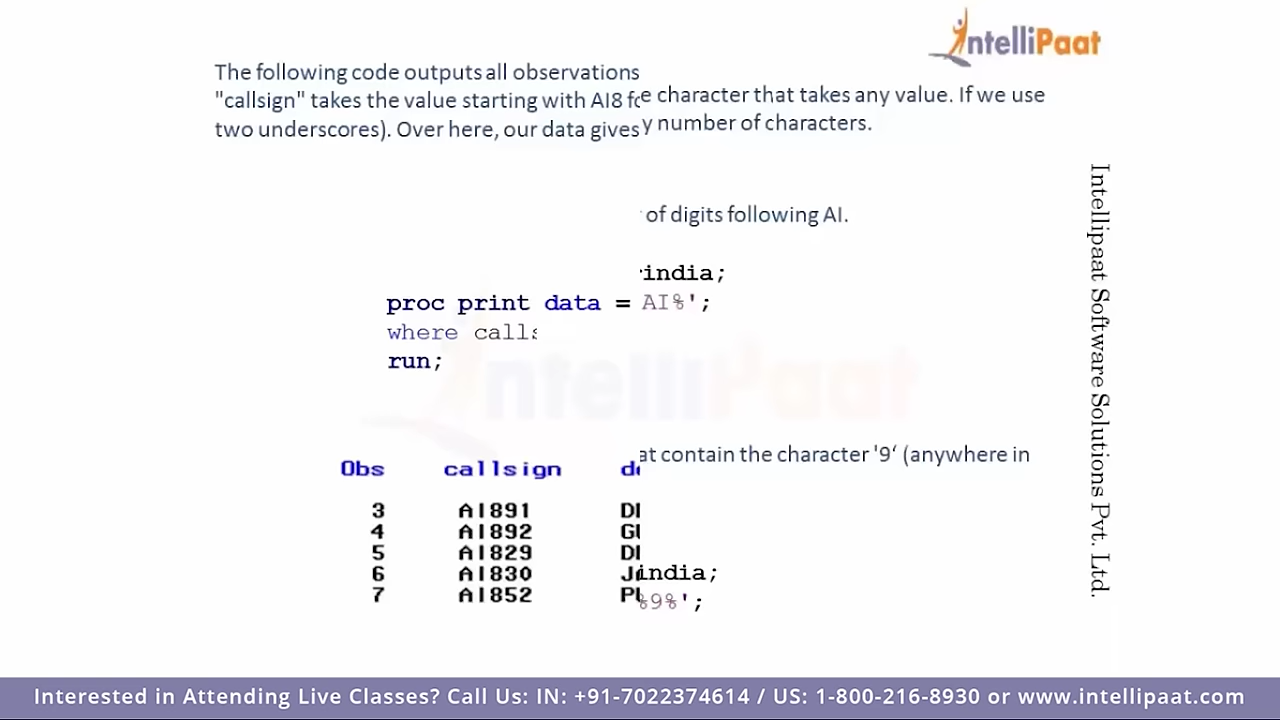 IntelliPaat
The following code outputs all observations
"callsign" takes the value starting with AI8
two underscores). Over here, our data gives
e character that takes any value. If we use
y number of characters.
of digits following AI.
india;
AI%';
proc print data =
where calls
run;
IntelliPaat
at contain the character '9‘ (anywhere in
india;
%9%';
Obs callsign
3 AI891
4 AI892
5 AI829
6 AI830
7 AI852
Intellipaat Software Solutions Pvt. Ltd.
Interested in Attending Live Classes? Call Us: IN: +91-7022374614 / US: 1-800-216-8930 or www.intellipaat.com